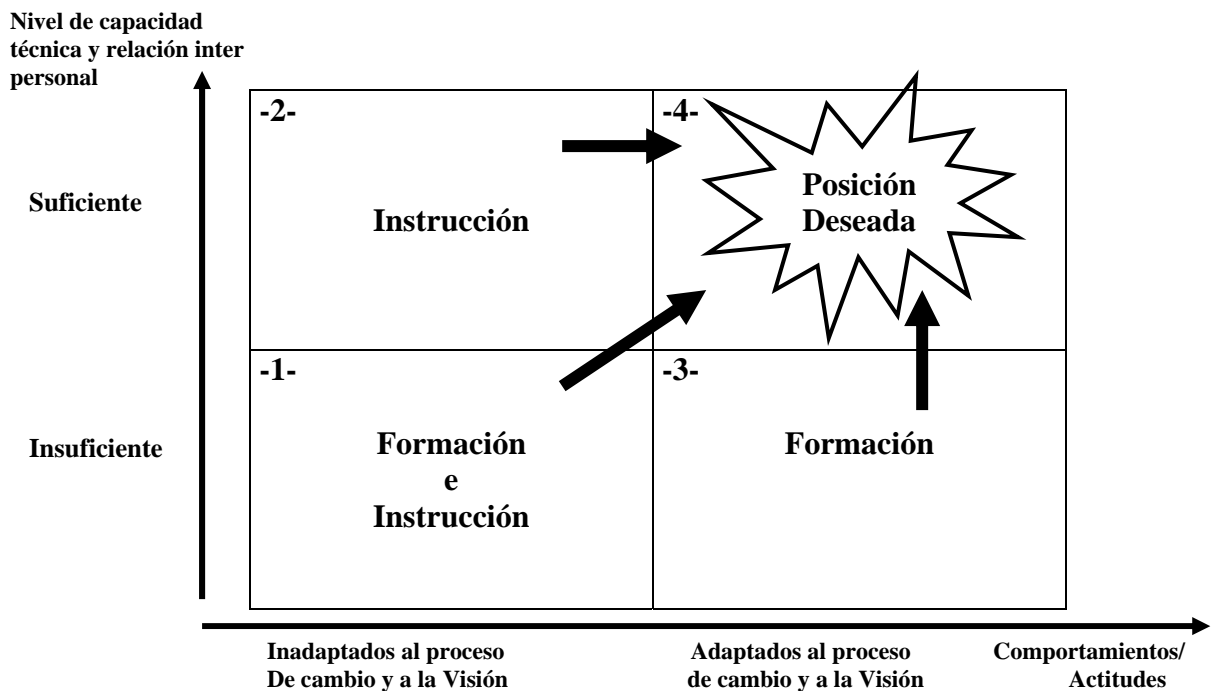 Nivel de capacidad
técnica y relación inter
personal
-2-
-4-
Suficiente
Instrucción
Posición
Deseada
-1-
-3-
Insuficiente
Formación
e
Instrucción
Formación
Inadaptados al proceso
De cambio y a la Visión
Adaptados al proceso
de cambio y a la Visión
Comportamientos/
Actitudes